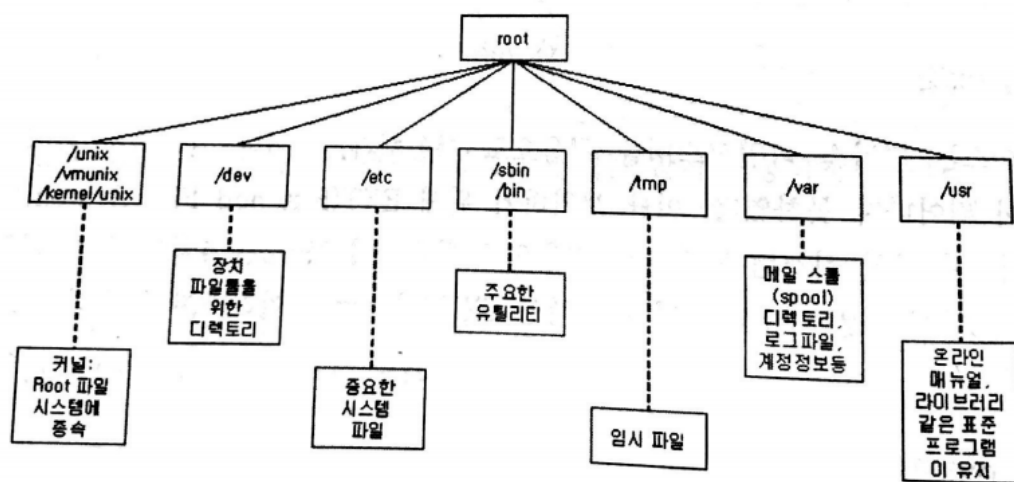 root
/unix
/vmunix
/kernel/unix
/dev
/etc
/sbin
/bin
/tmp
/var
/usr
장치
파일들을
위한
디렉토리
주요한
유틸리티
메일 스풀
(spool)
디렉토리,
로그파일,
계정정보등
커널:
Root 파일
시스템에
종속
중요한
시스템
파일
임시 파일
온라인
매뉴얼,
라이브러리
같은 표준
프로그램
이 유지